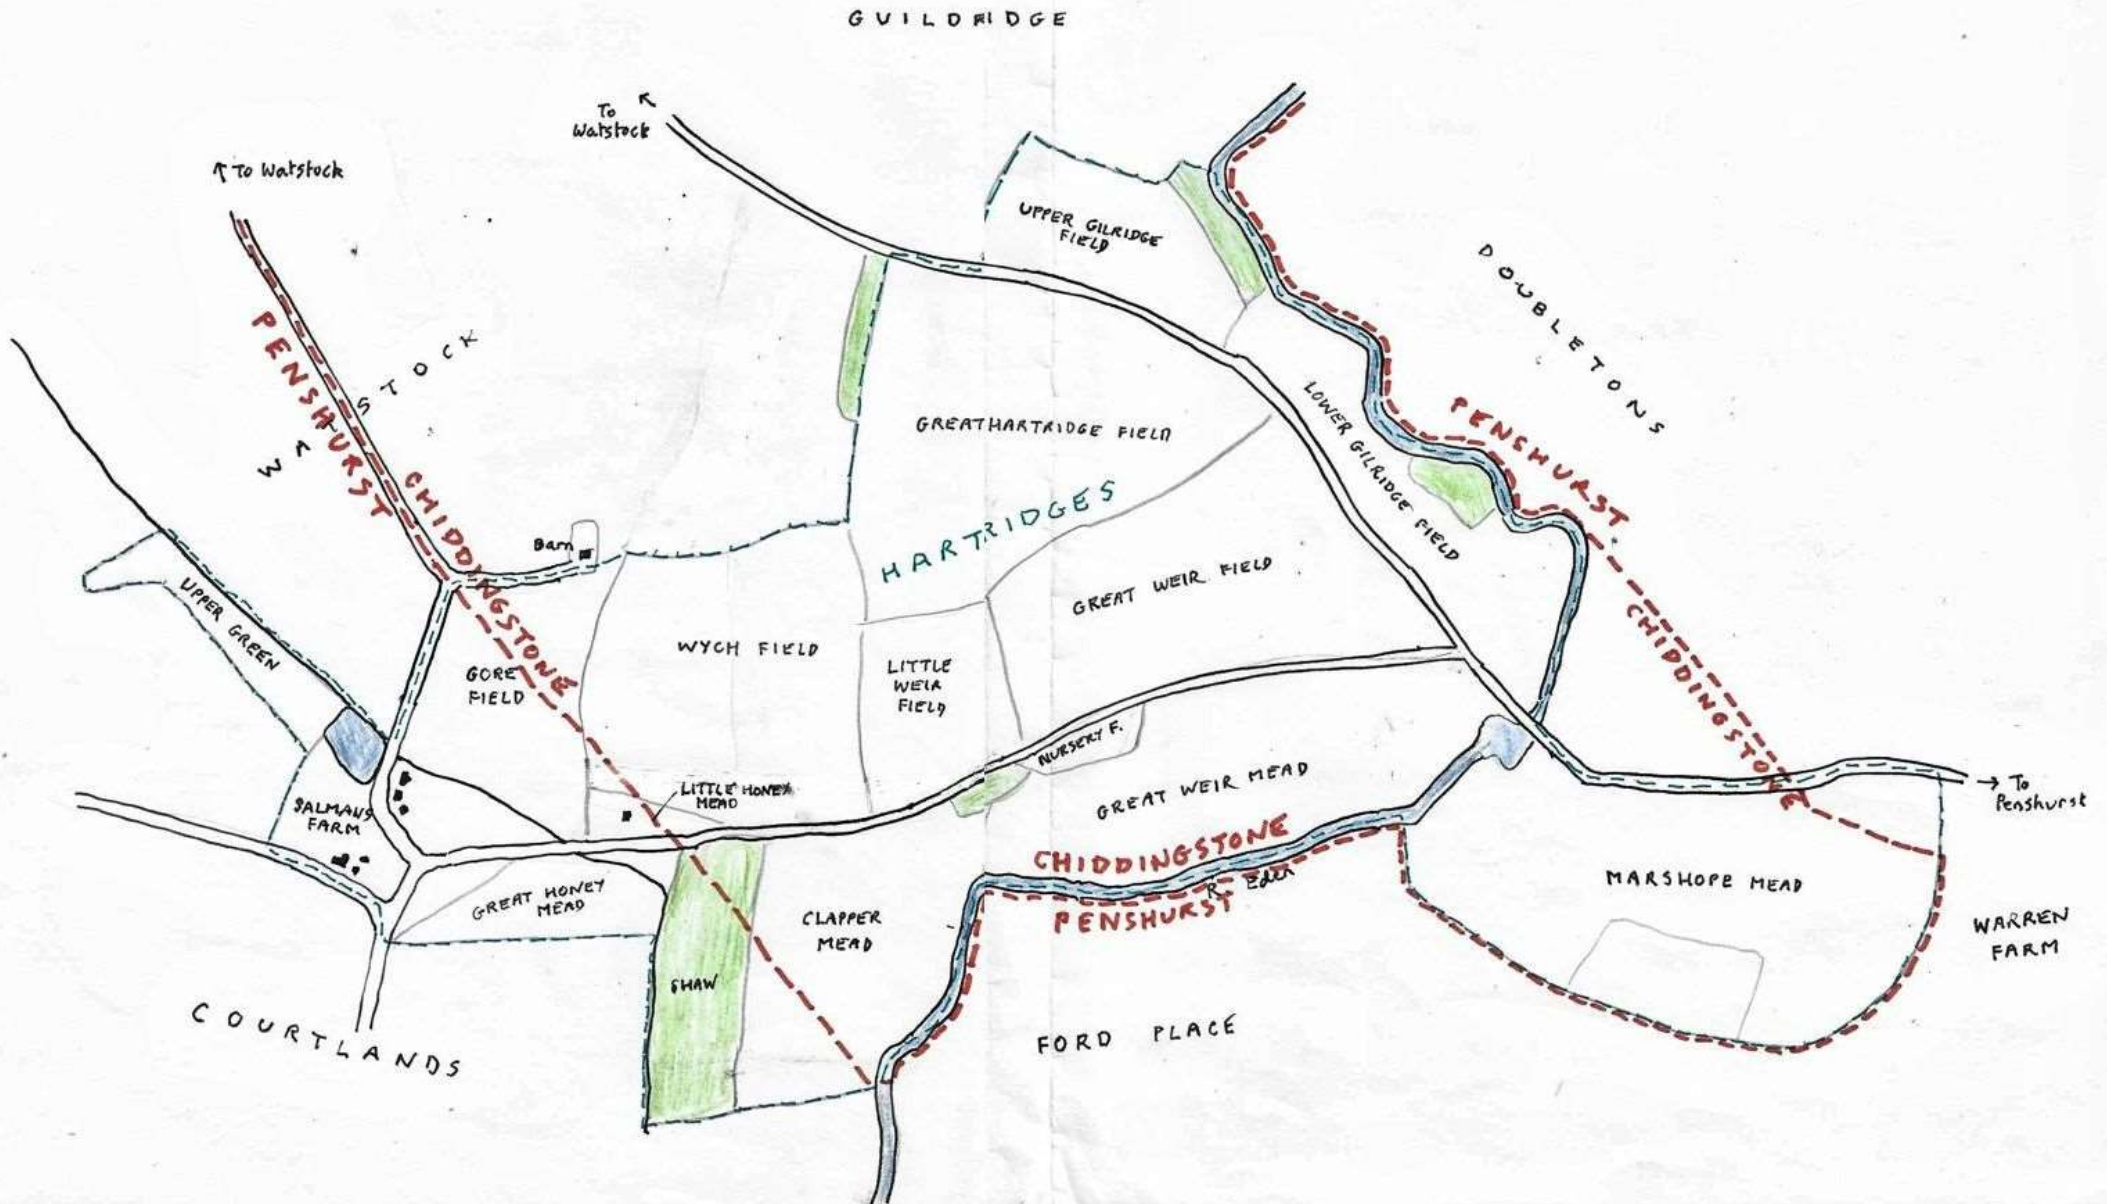 GUILDRIDGE
To
Watstock
↑ To Watstock
UPPER GILRIDGE
FIELD
DOUBLETONS
WATSTOCK
PENSHURST
CHIDDINGSTONE
GREATHARTRIDGE FIELD
LOWER GILRIDGE FIELD
PENSHURST
CHIDDINGSTONE
HARTRIDGES
Barn
UPPER GREEN
GORE
FIELD
WYCH FIELD
LITTLE
WEIR
FIELD
GREAT WEIR FIELD
NURSERY F.
LITTLE HONEY
MEAD
GREAT WEIR MEAD
→ To
Penshurst
SALMANS
FARM
CHIDDINGSTONE
R. Eden
PENSHURST
GREAT HONEY
MEAD
CLAPPER
MEAD
MARSHOPE MEAD
WARREN
FARM
SHAW
COURTLANDS
FORD PLACE